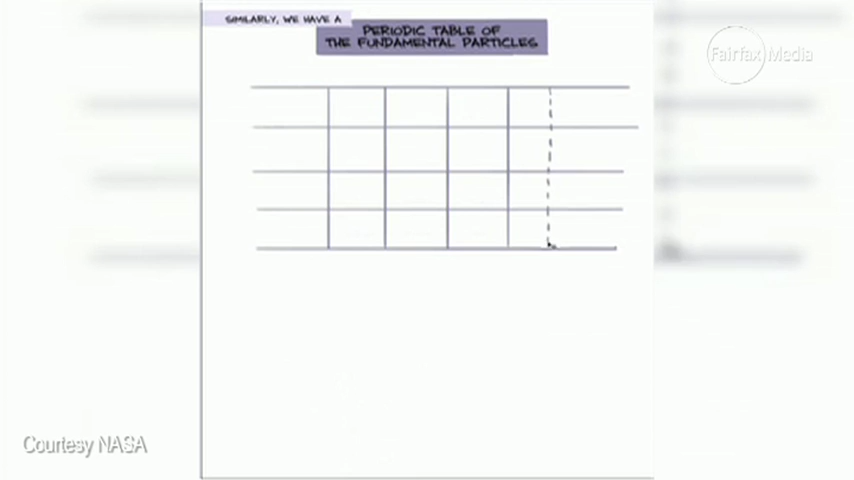 SIMILARLY, WE HAVE A
PERIODIC TABLE OF
THE FUNDAMENTAL PARTICLES
Fairfax Media
Courtesy NASA